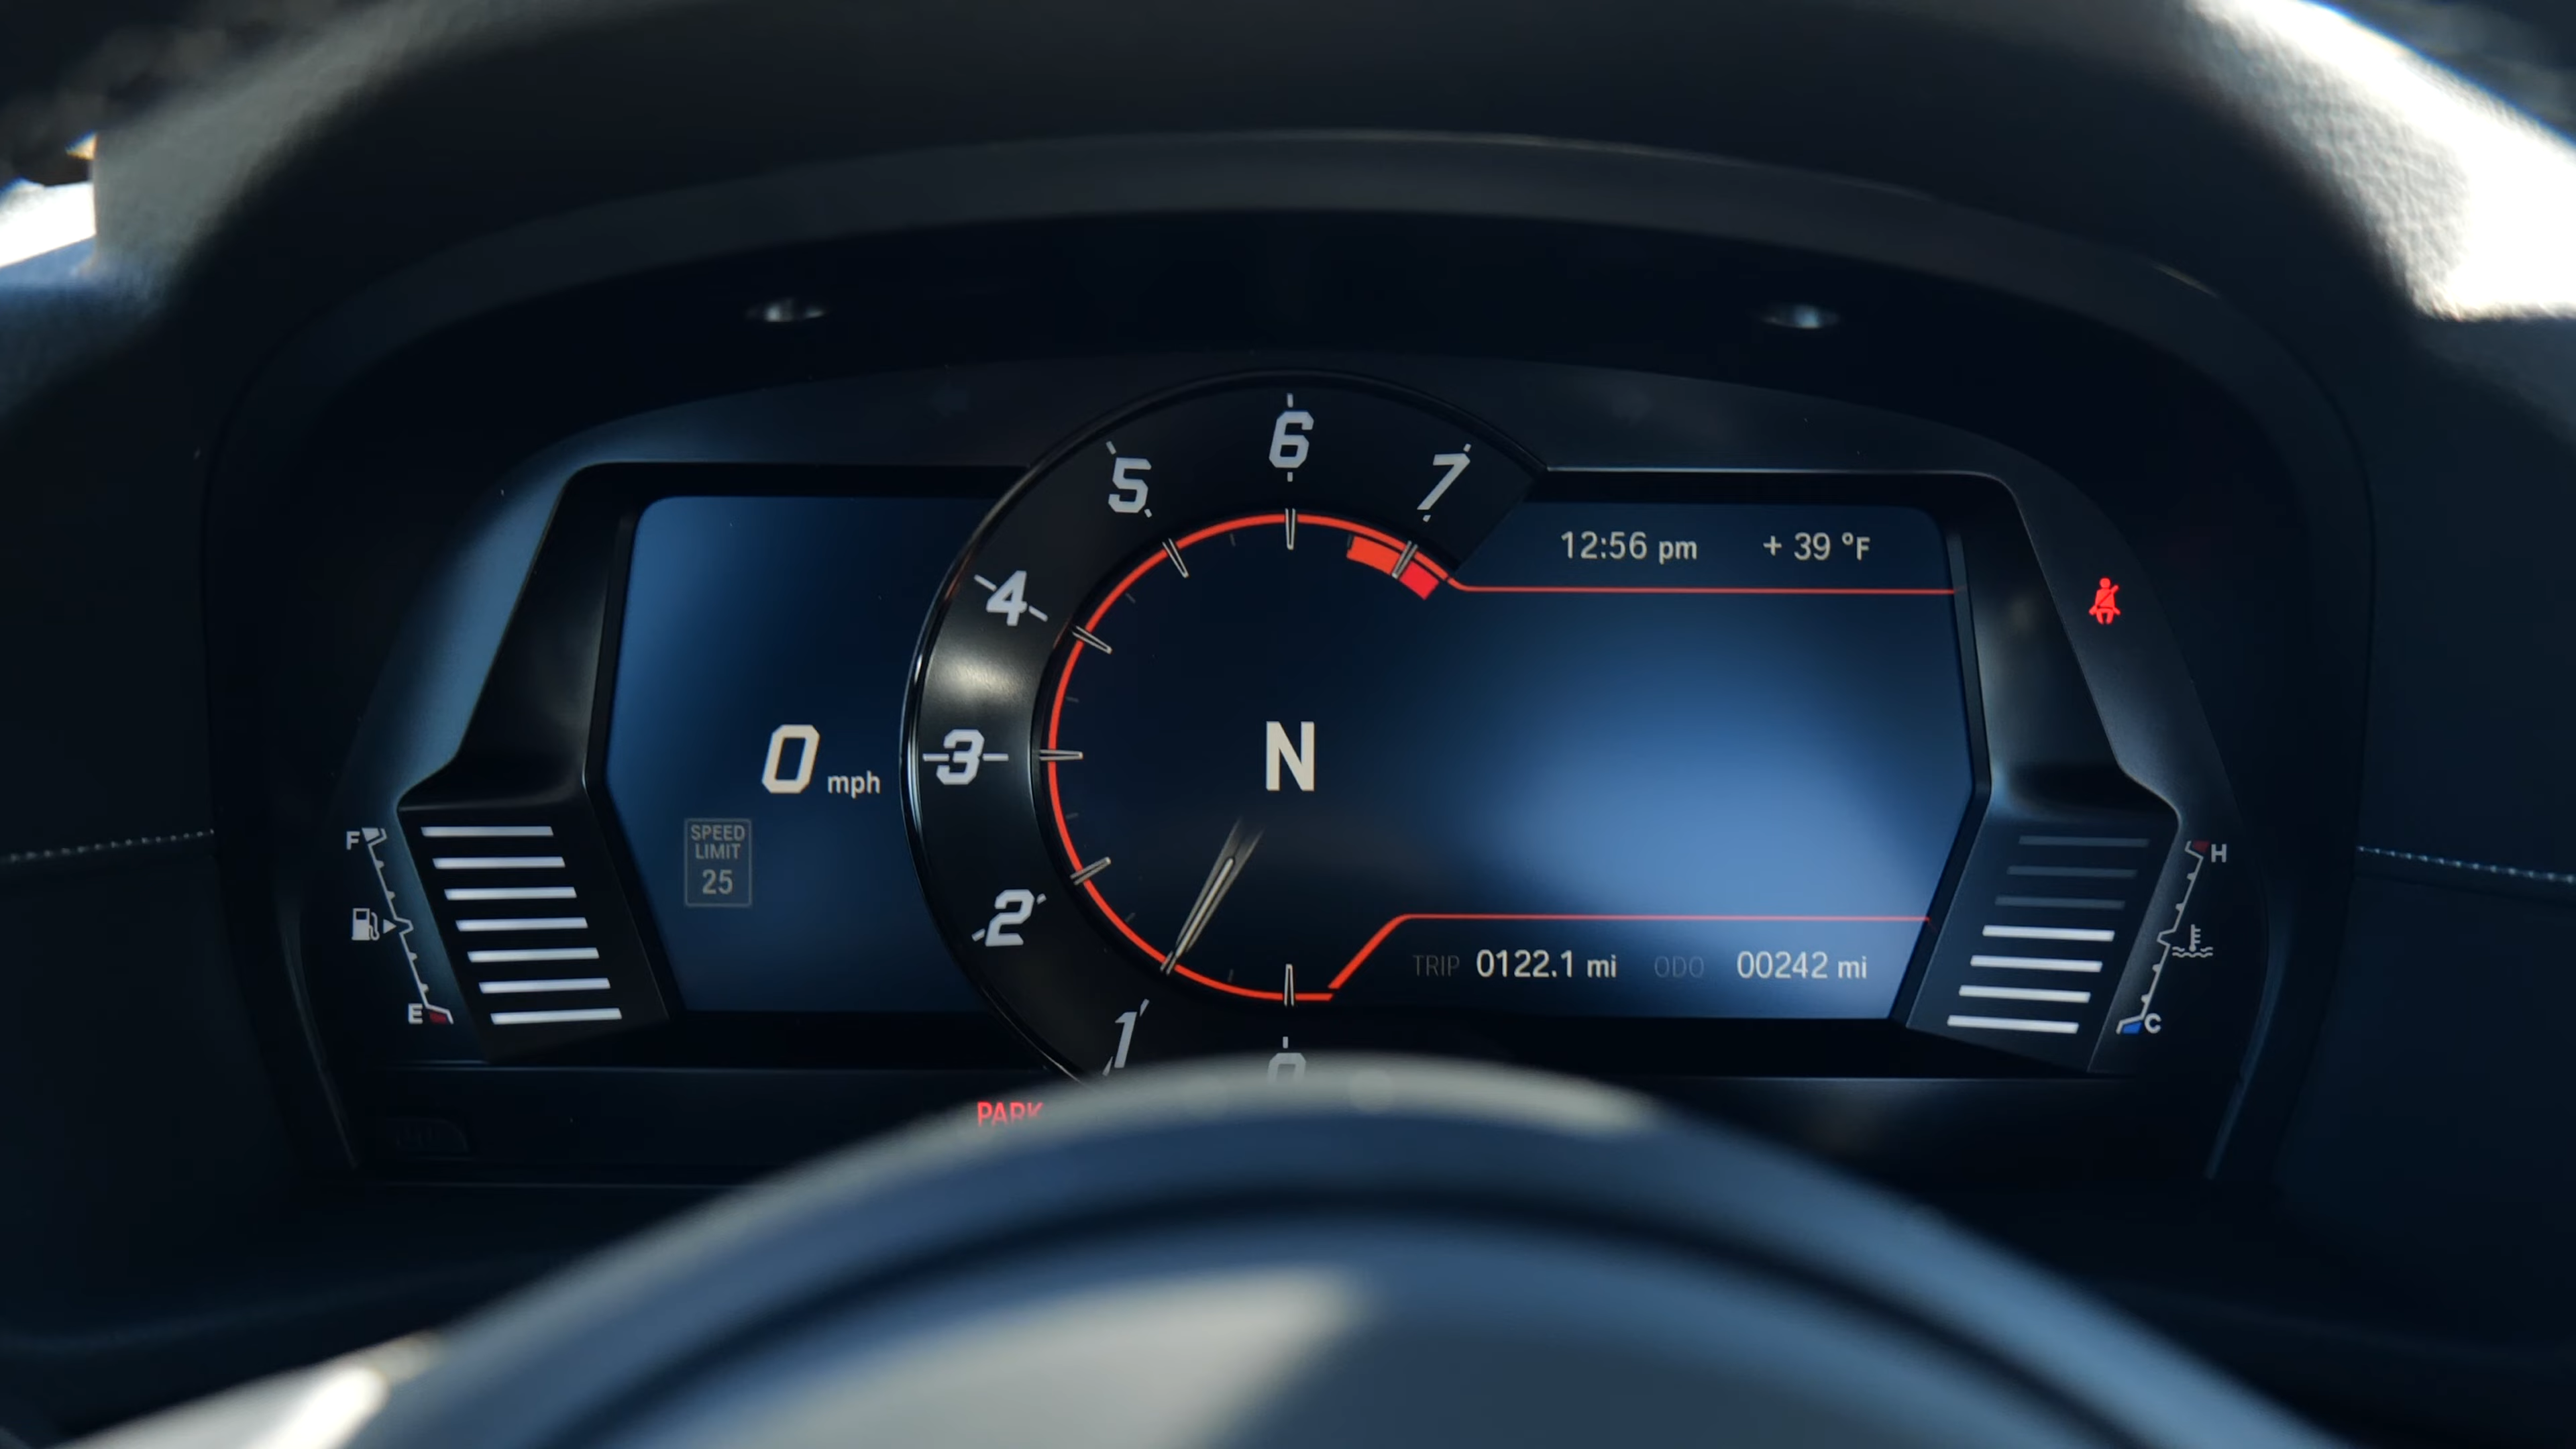 6
5
7
12:56 pm
+ 39 °F
4
0 mph
3
N
SPEED
LIMIT
25
F
H
2
TRIP 0122.1 mi
ODO 00242 mi
E
C
1
0
PARK